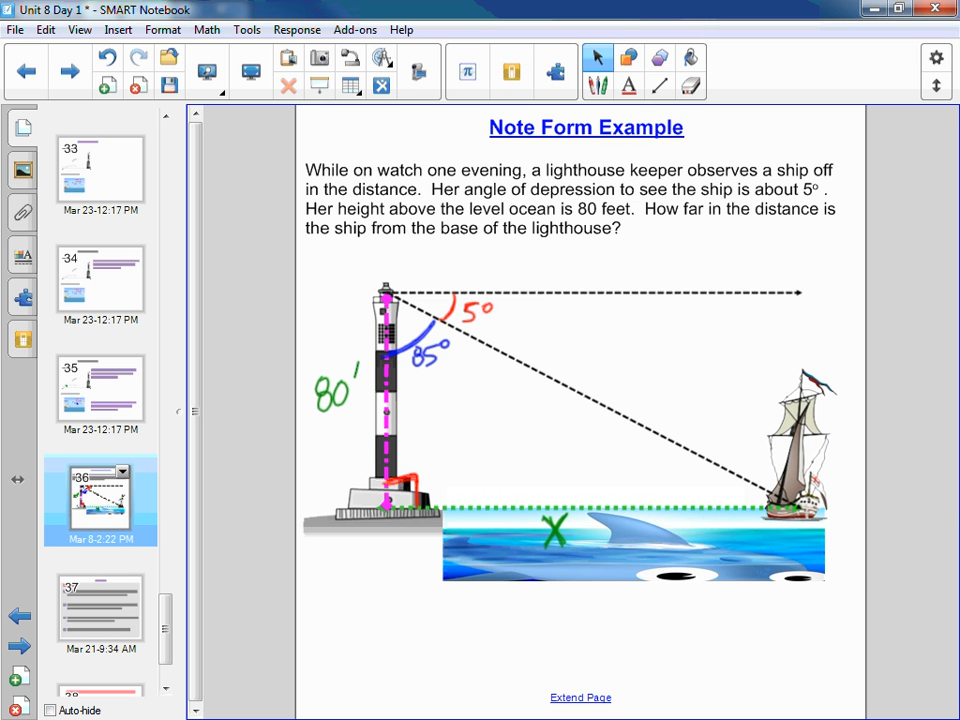 Unit 8 Day 1 * - SMART Notebook
File Edit View Insert Format Math Tools Response Add-ons Help
π
A
33
Mar 23-12:17 PM
34
Mar 23-12:17 PM
35
Mar 23-12:17 PM
36
Mar 8-2:22 PM
37
Mar 21-9:34 AM
38
Auto-hide
Note Form Example
While on watch one evening, a lighthouse keeper observes a ship off
in the distance. Her angle of depression to see the ship is about 5° .
Her height above the level ocean is 80 feet. How far in the distance is
the ship from the base of the lighthouse?
5°
85°
80'
X
Extend Page